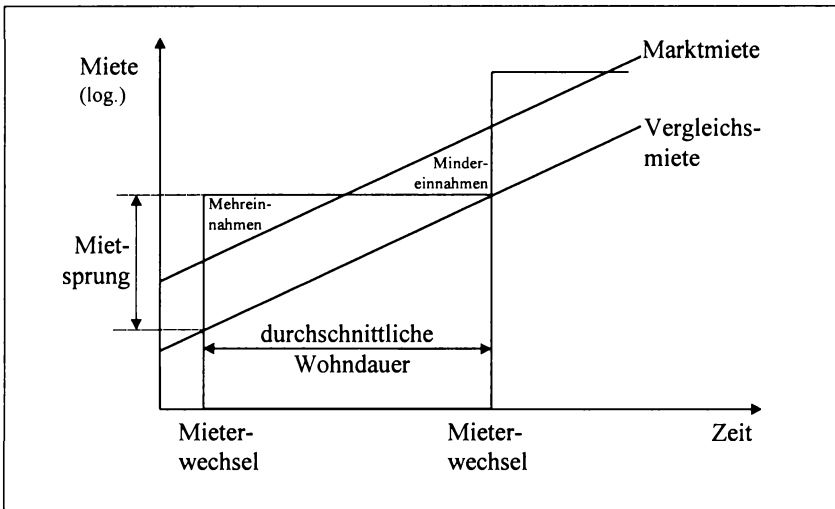 Miete
(log.)
Marktmiete
Vergleichs-
miete
Minder-
einnahmen
Mehrein-
nahmen
Miet-
sprung
durchschnittliche
Wohndauer
Mieter-
wechsel
Mieter-
wechsel
Zeit